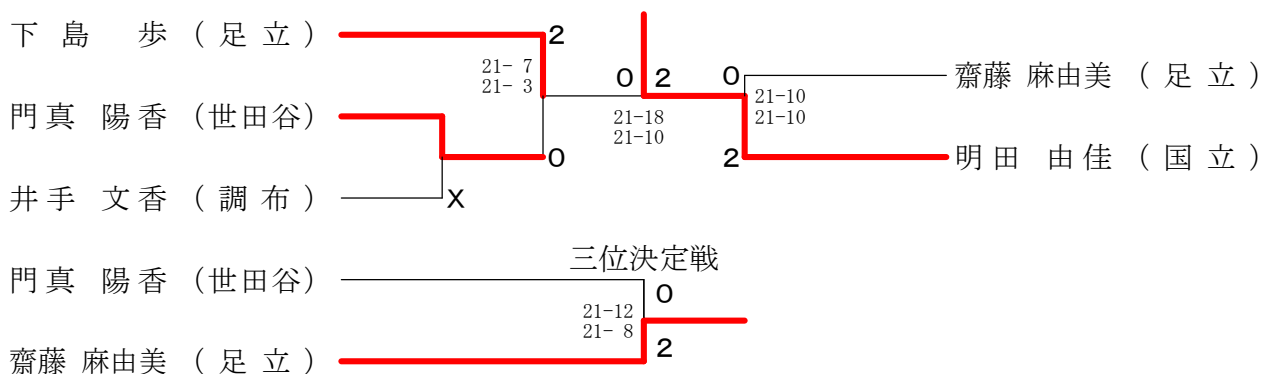 下島 歩 （足立） 2
21- 7
21- 3
0 2 0 齋藤 麻由美 （足立）
21-10
21-10
門真 陽香 （世田谷）
21-18
21-10
0 2 明田 由佳 （国立）
井手 文香 （調布） X
三位決定戦
門真 陽香 （世田谷） 0
21-12
21- 8
齋藤 麻由美 （足立） 2